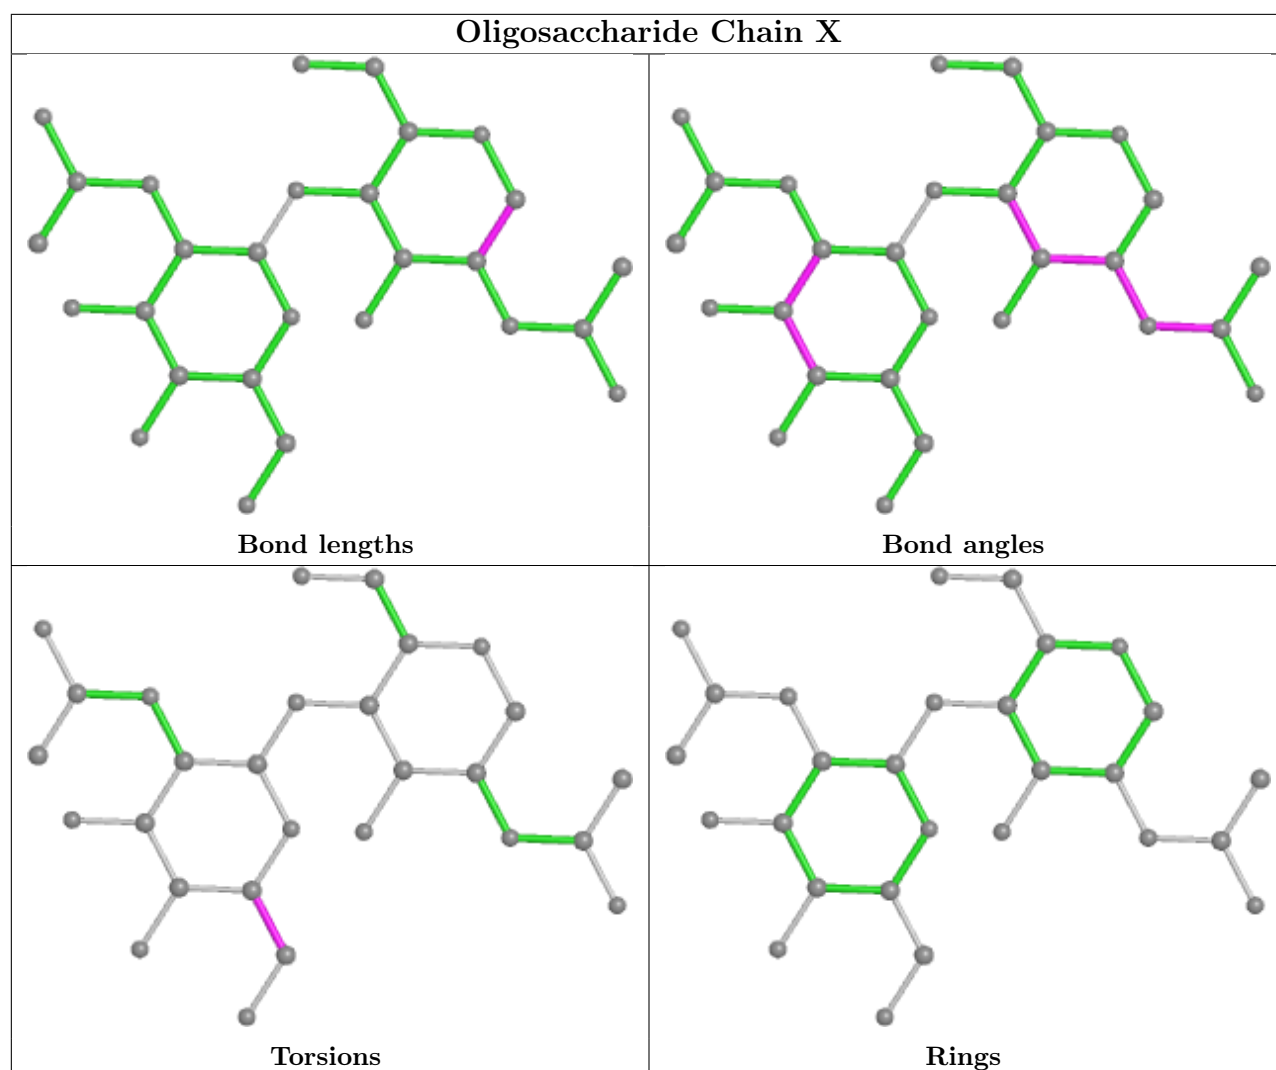 Oligosaccharide Chain X
Bond lengths
Bond angles
Torsions
Rings